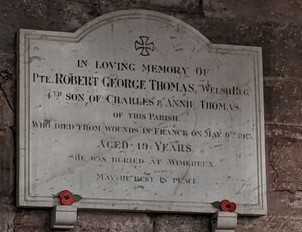 IN LOVING MEMORY OF
PTE. ROBERT GEORGE THOMAS, WELSH REG
4TH SON OF CHARLES & ANNIE THOMAS
OF THIS PARISH.
WHO DIED FROM WOUNDS IN FRANCE ON MAY 9TH
AGED 19 YEARS.
HE WAS BURIED AT WIMEREUX.
MAY HE REST IN PEACE